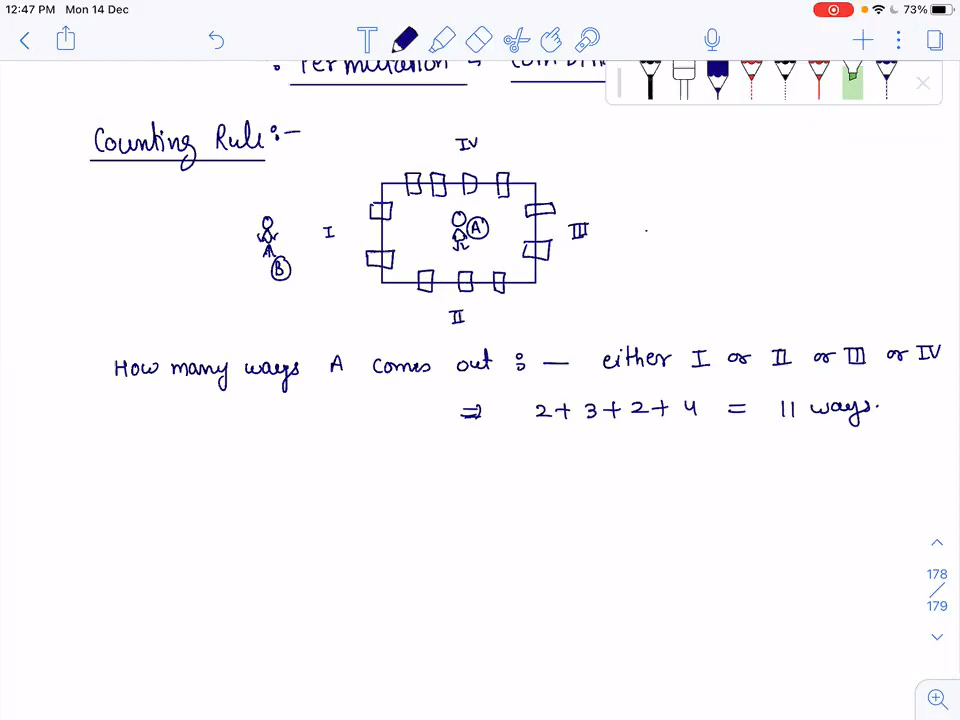 12:47 PM Mon 14 Dec
73%
Permutation
Counting Rule :-
IV
A
I
III
B
II
How many ways A comes out : — either I or II or III or IV
⇒ 2 + 3 + 2 + 4 = 11 ways.
178
179